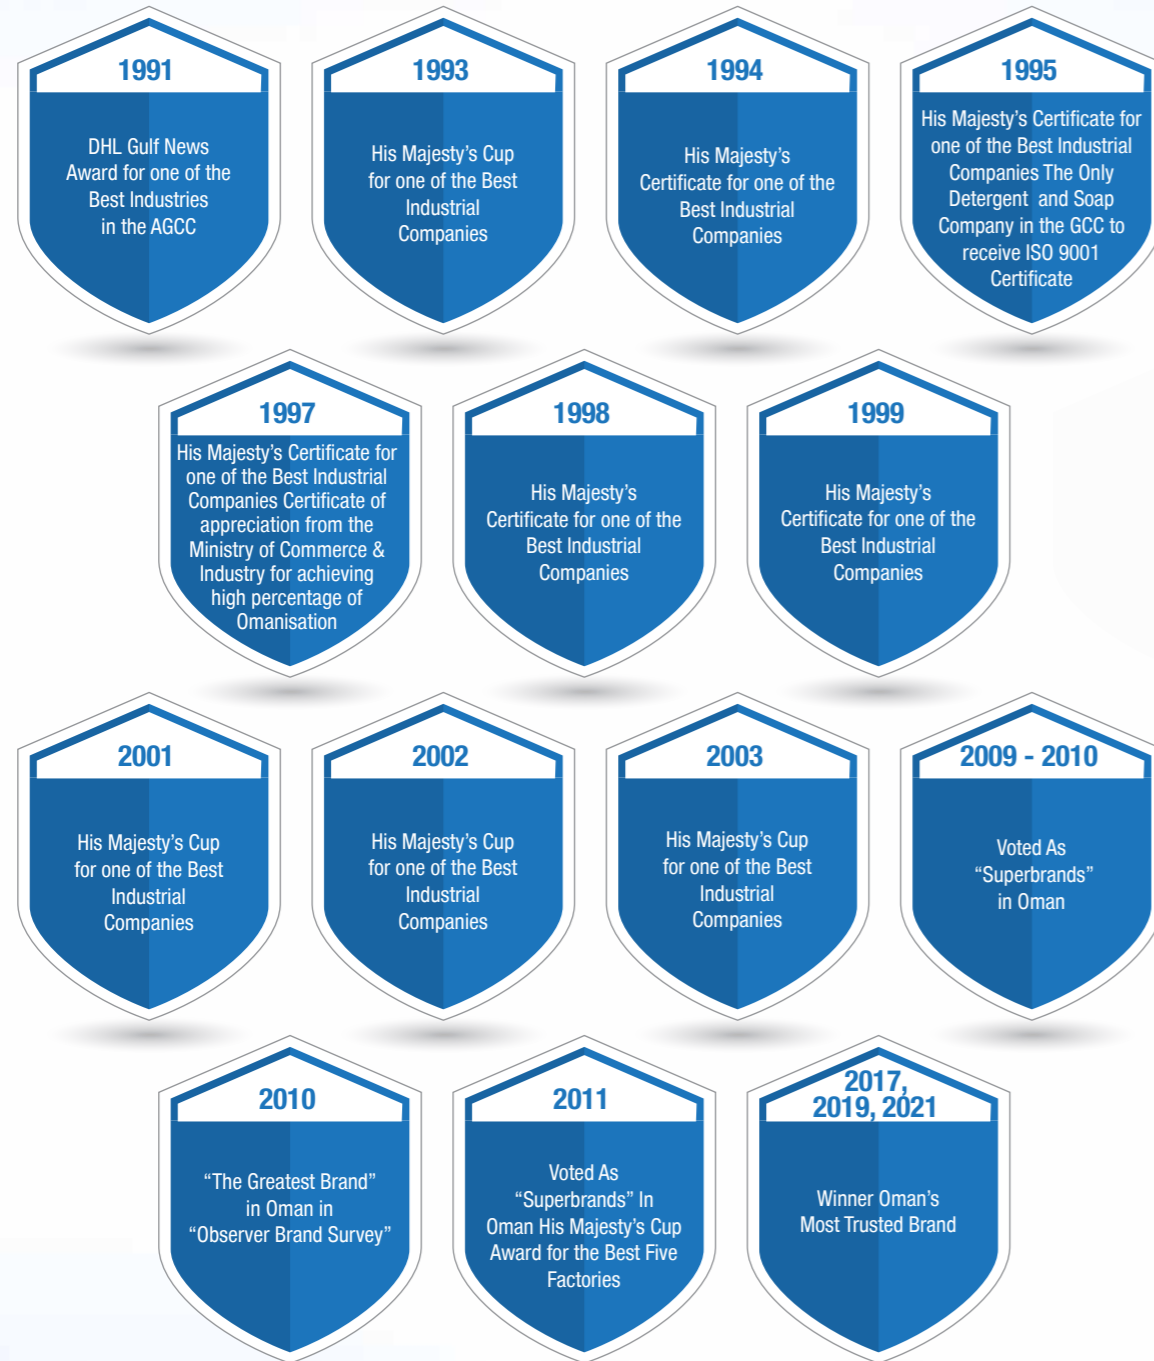 1991
DHL Gulf News
Award for one of the
Best Industries
in the AGCC
1993
His Majesty's Cup
for one of the Best
Industrial
Companies
1994
His Majesty's
Certificate for one of the
Best Industrial
Companies
1995
His Majesty's Certificate for
one of the Best Industrial
Companies The Only
Detergent and Soap
Company in the GCC to
receive ISO 9001
Certificate
1997
His Majesty's Certificate for
one of the Best Industrial
Companies Certificate of
appreciation from the
Ministry of Commerce &
Industry for achieving
high percentage of
Omanisation
1998
His Majesty's
Certificate for one of the
Best Industrial
Companies
1999
His Majesty's
Certificate for one of the
Best Industrial
Companies
2001
His Majesty's Cup
for one of the Best
Industrial
Companies
2002
His Majesty's Cup
for one of the Best
Industrial
Companies
2003
His Majesty's Cup
for one of the Best
Industrial
Companies
2009 - 2010
Voted As
“Superbrands”
in Oman
2010
“The Greatest Brand”
in Oman in
“Observer Brand Survey”
2011
Voted As
“Superbrands” In
Oman His Majesty's Cup
Award for the Best Five
Factories
2017,
2019, 2021
Winner Oman's
Most Trusted Brand